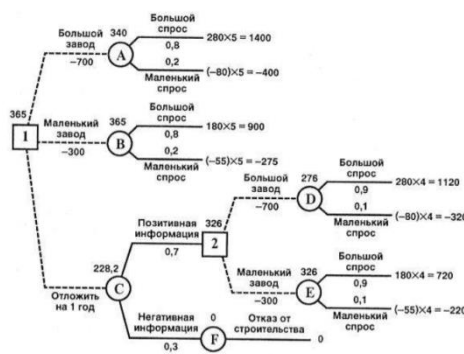 Большой завод
–700
340
A
Большой спрос
0,8
280×5 = 1400
0,2
Маленький спрос
(–80)×5 = –400
365
1
Маленький завод
–300
365
B
Большой спрос
0,8
180×5 = 900
0,2
Маленький спрос
(–55)×5 = –275
Отложить на 1 год
228,2
C
Позитивная информация
0,7
326
2
Большой завод
–700
276
D
Большой спрос
0,9
280×4 = 1120
0,1
Маленький спрос
(–80)×4 = –320
Маленький завод
–300
326
E
Большой спрос
0,9
180×4 = 720
0,1
Маленький спрос
(–55)×4 = –220
Негативная информация
0,3
0
F
Отказ от строительства
0